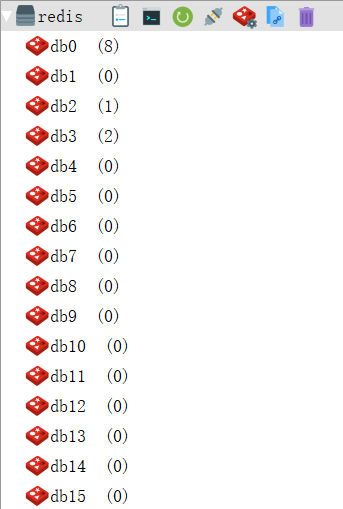 redis
db0 (8)
db1 (0)
db2 (1)
db3 (2)
db4 (0)
db5 (0)
db6 (0)
db7 (0)
db8 (0)
db9 (0)
db10 (0)
db11 (0)
db12 (0)
db13 (0)
db14 (0)
db15 (0)